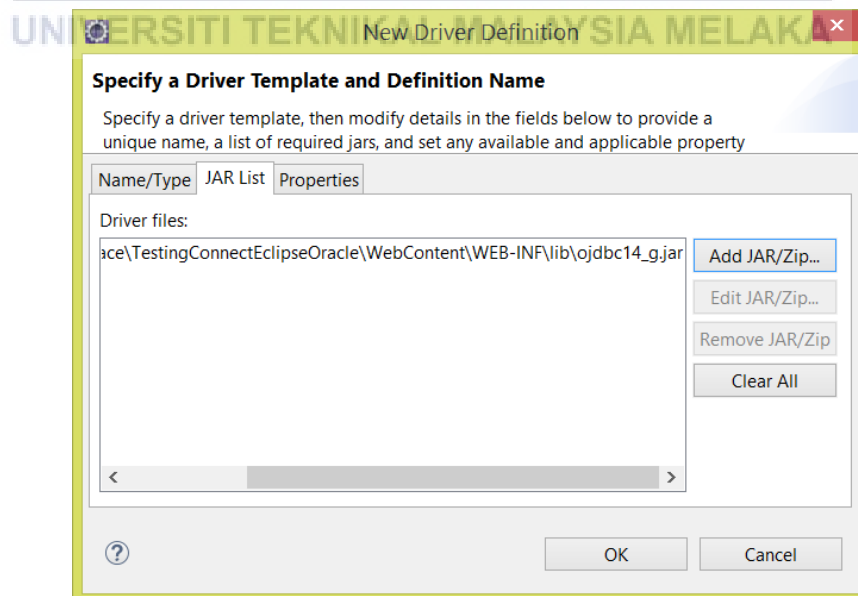 UNIVERSITI TEKNIKAL MALAYSIA MELAKA
New Driver Definition
Specify a Driver Template and Definition Name
Specify a driver template, then modify details in the fields below to provide a
unique name, a list of required jars, and set any available and applicable property
Name/Type JAR List Properties
Driver files:
ace\TestingConnectEclipseOracle\WebContent\WEB-INF\lib\ojdbc14_g.jar
Add JAR/Zip...
Edit JAR/Zip...
Remove JAR/Zip
Clear All
OK Cancel